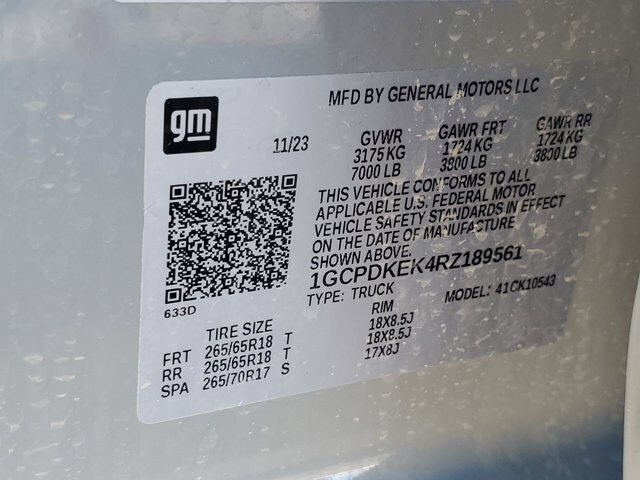 gm
MFD BY GENERAL MOTORS LLC
11/23
GVWR GAWR FRT GAWR RR
3175 KG 1724 KG 1724 KG
7000 LB 3800 LB 3800 LB
THIS VEHICLE CONFORMS TO ALL
APPLICABLE U.S. FEDERAL MOTOR
VEHICLE SAFETY STANDARDS IN EFFECT
ON THE DATE OF MANUFACTURE
SHOWN ABOVE.
1GCPDKEK4RZ189561
TYPE: TRUCK MODEL: 41CK10543
633D
TIRE SIZE RIM
FRT 265/65R18 T 18X8.5J
RR 265/65R18 T 18X8.5J
SPA 265/70R17 S 17X8J